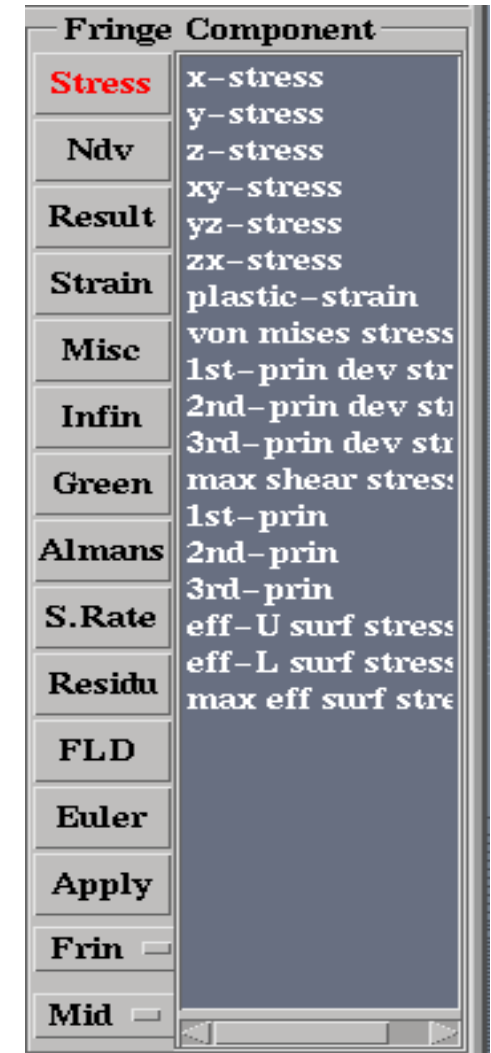 Fringe Component
Stress
Ndv
Result
Strain
Misc
Infin
Green
Almans
S.Rate
Residu
FLD
Euler
Apply
Frin
Mid
x-stress
y-stress
z-stress
xy-stress
yz-stress
zx-stress
plastic-strain
von mises stress
1st-prin dev str
2nd-prin dev st
3rd-prin dev str
max shear stress
1st-prin
2nd-prin
3rd-prin
eff-U surf stress
eff-L surf stress
max eff surf stre